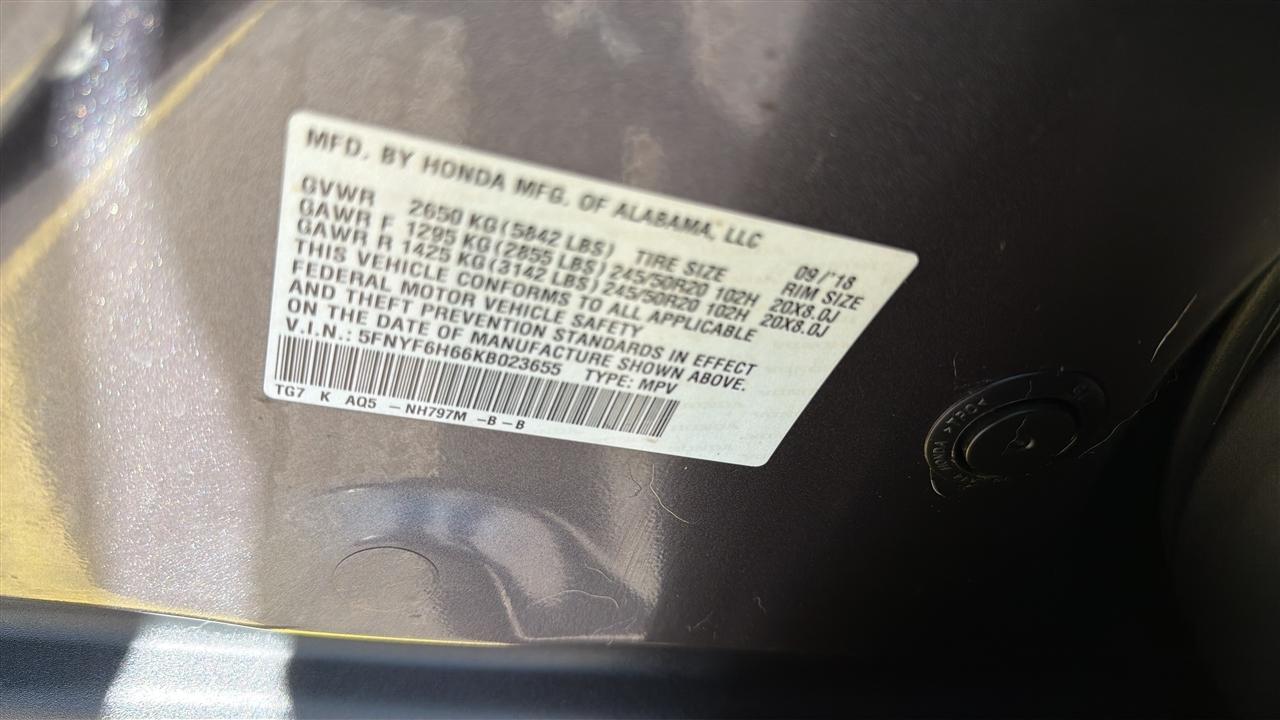 MFD. BY HONDA MFG. OF ALABAMA, LLC
09/'18
GVWR 2650 KG(5842 LBS) TIRE SIZE RIM SIZE
GAWR F 1295 KG(2855 LBS) 245/50R20 102H 20X8.0J
GAWR R 1425 KG(3142 LBS) 245/50R20 102H 20X8.0J
THIS VEHICLE CONFORMS TO ALL APPLICABLE
FEDERAL MOTOR VEHICLE SAFETY
AND THEFT PREVENTION STANDARDS IN EFFECT
ON THE DATE OF MANUFACTURE SHOWN ABOVE.
V.I.N.: 5FNYF6H66KB023655 TYPE: MPV
TG7 K AQ5 - NH797M -B-B
HONDA >TPO<